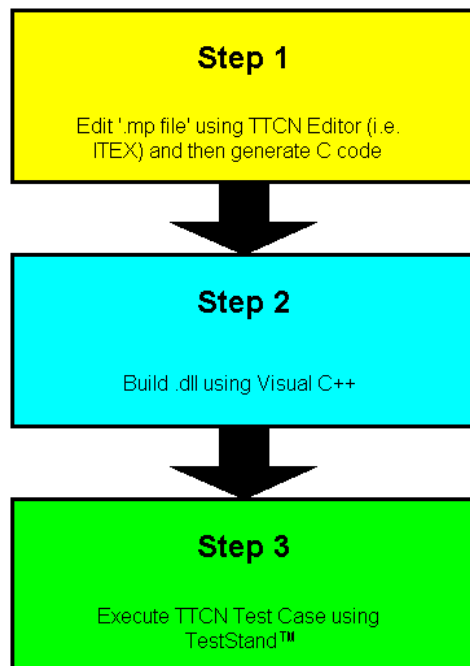 Step 1
Edit '.mp file' using TTCN Editor (i.e.
ITEX) and then generate C code
Step 2
Build .dll using Visual C++
Step 3
Execute TTCN Test Case using
TestStand™